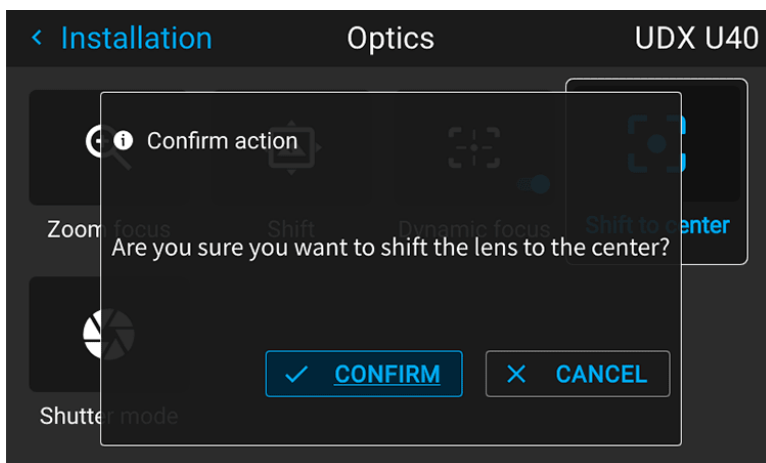 Installation
Optics
UDX U40
Confirm action
Zoom focus
Shift
Dynamic focus
Shift to center
Are you sure you want to shift the lens to the center?
CONFIRM
CANCEL
Shutter mode